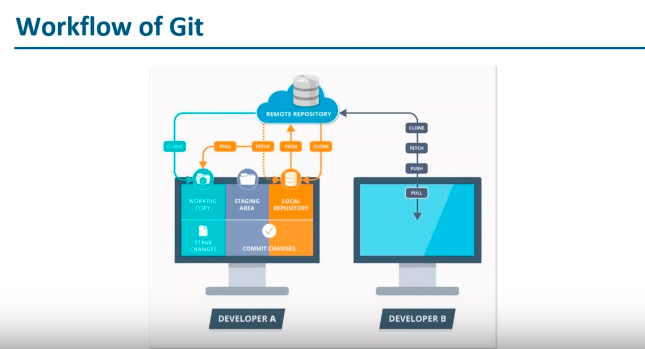 Workflow of Git
REMOTE REPOSITORY
CLONE
PULL
FETCH
PUSH
CLONE
CLONE
FETCH
PUSH
PULL
WORKING
COPY
STAGING
AREA
LOCAL
REPOSITORY
STAGE
CHANGES
COMMIT CHANGES
DEVELOPER A
DEVELOPER B